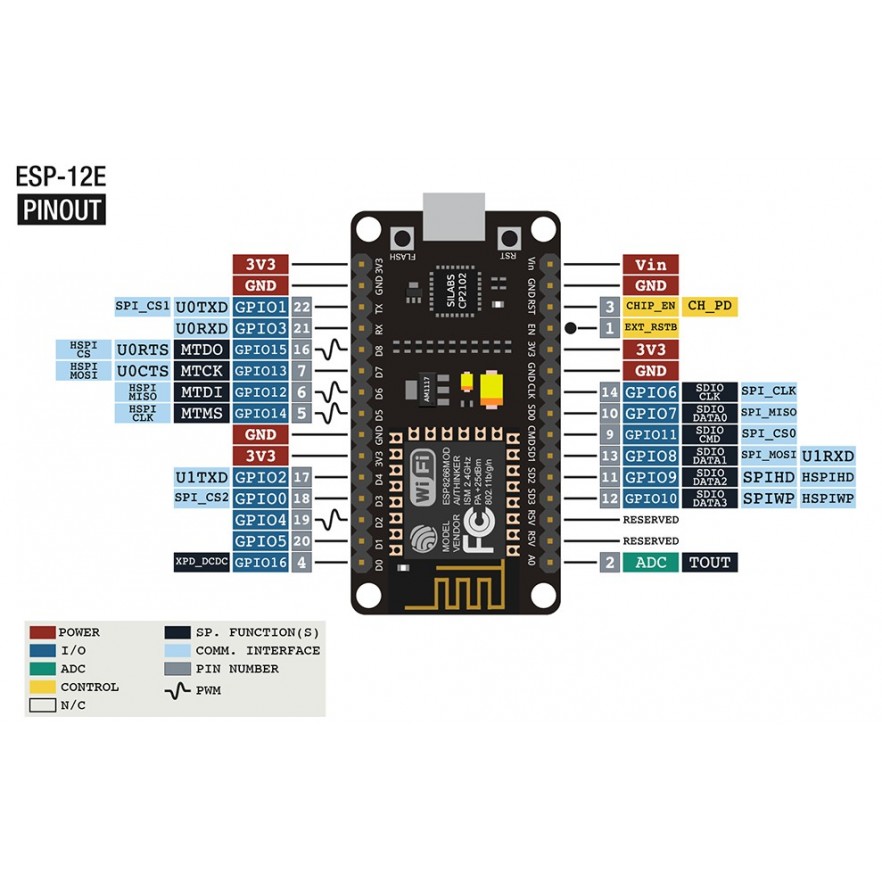 ESP-12E
PINOUT
FLASH
RST
SILABS
CP2102
AM1117
3V3
GND
SPI_CS1 U0TXD GPIO1 22
U0RXD GPIO3 21
HSPI CS U0RTS MTDO GPIO15 16
HSPI MOSI U0CTS MTCK GPIO13 7
HSPI MISO MTDI GPIO12 6
HSPI CLK MTMS GPIO14 5
GND
3V3
U1TXD GPIO2 17
SPI_CS2 GPIO0 18
GPIO4 19
GPIO5 20
XPD_DCDC GPIO16 4
3V3
GND
TX
RX
D8
D7
D6
D5
GND
3V3
D4
D3
D2
D1
D0
Vin
GND
RST
EN
3V3
GND
CLK
SD0
CMD
SD1
SD2
SD3
RSV
RSV
A0
WiFi
MODEL ESP8266MOD
VENDOR AI/THINKER
ISM 2.4GHz
PA +25dBm
802.11b/g/n
FC
Vin
GND
3 CHIP_EN CH_PD
1 EXT_RSTB
3V3
GND
14 GPIO6 SDIO CLK SPI_CLK
10 GPIO7 SDIO DATA0 SPI_MISO
9 GPIO11 SDIO CMD SPI_CS0
13 GPIO8 SDIO DATA1 SPI_MOSI U1RXD
11 GPIO9 SDIO DATA2 SPIHD HSPIHD
12 GPIO10 SDIO DATA3 SPIWP HSPIWP
RESERVED
RESERVED
2 ADC TOUT
POWER
I/O
ADC
CONTROL
N/C
SP. FUNCTION(S)
COMM. INTERFACE
PIN NUMBER
PWM